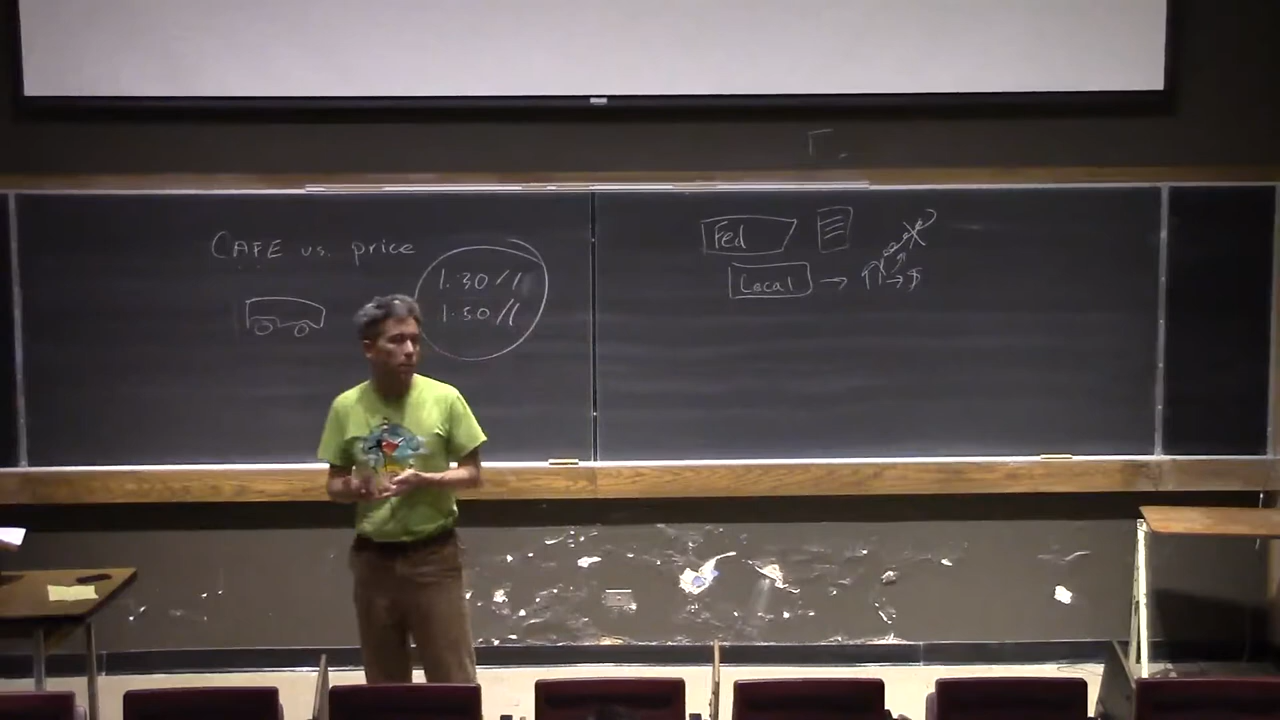 CAFE vs. price
1.30/l
1.50/l
Fed
Local → → $